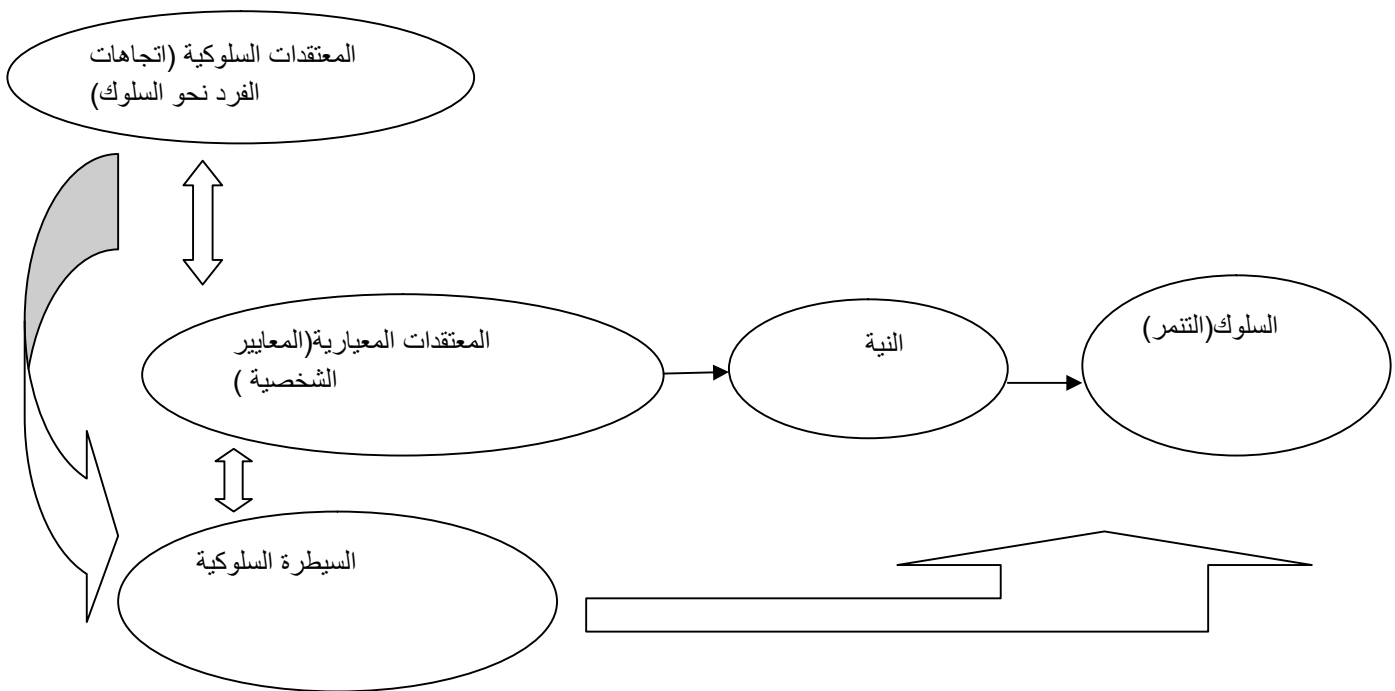 المعتقدات السلوكية (اتجاهات
الفرد نحو السلوك)
المعتقدات المعيارية(المعايير
الشخصية )
النية
السلوك(التنمر)
السيطرة السلوكية